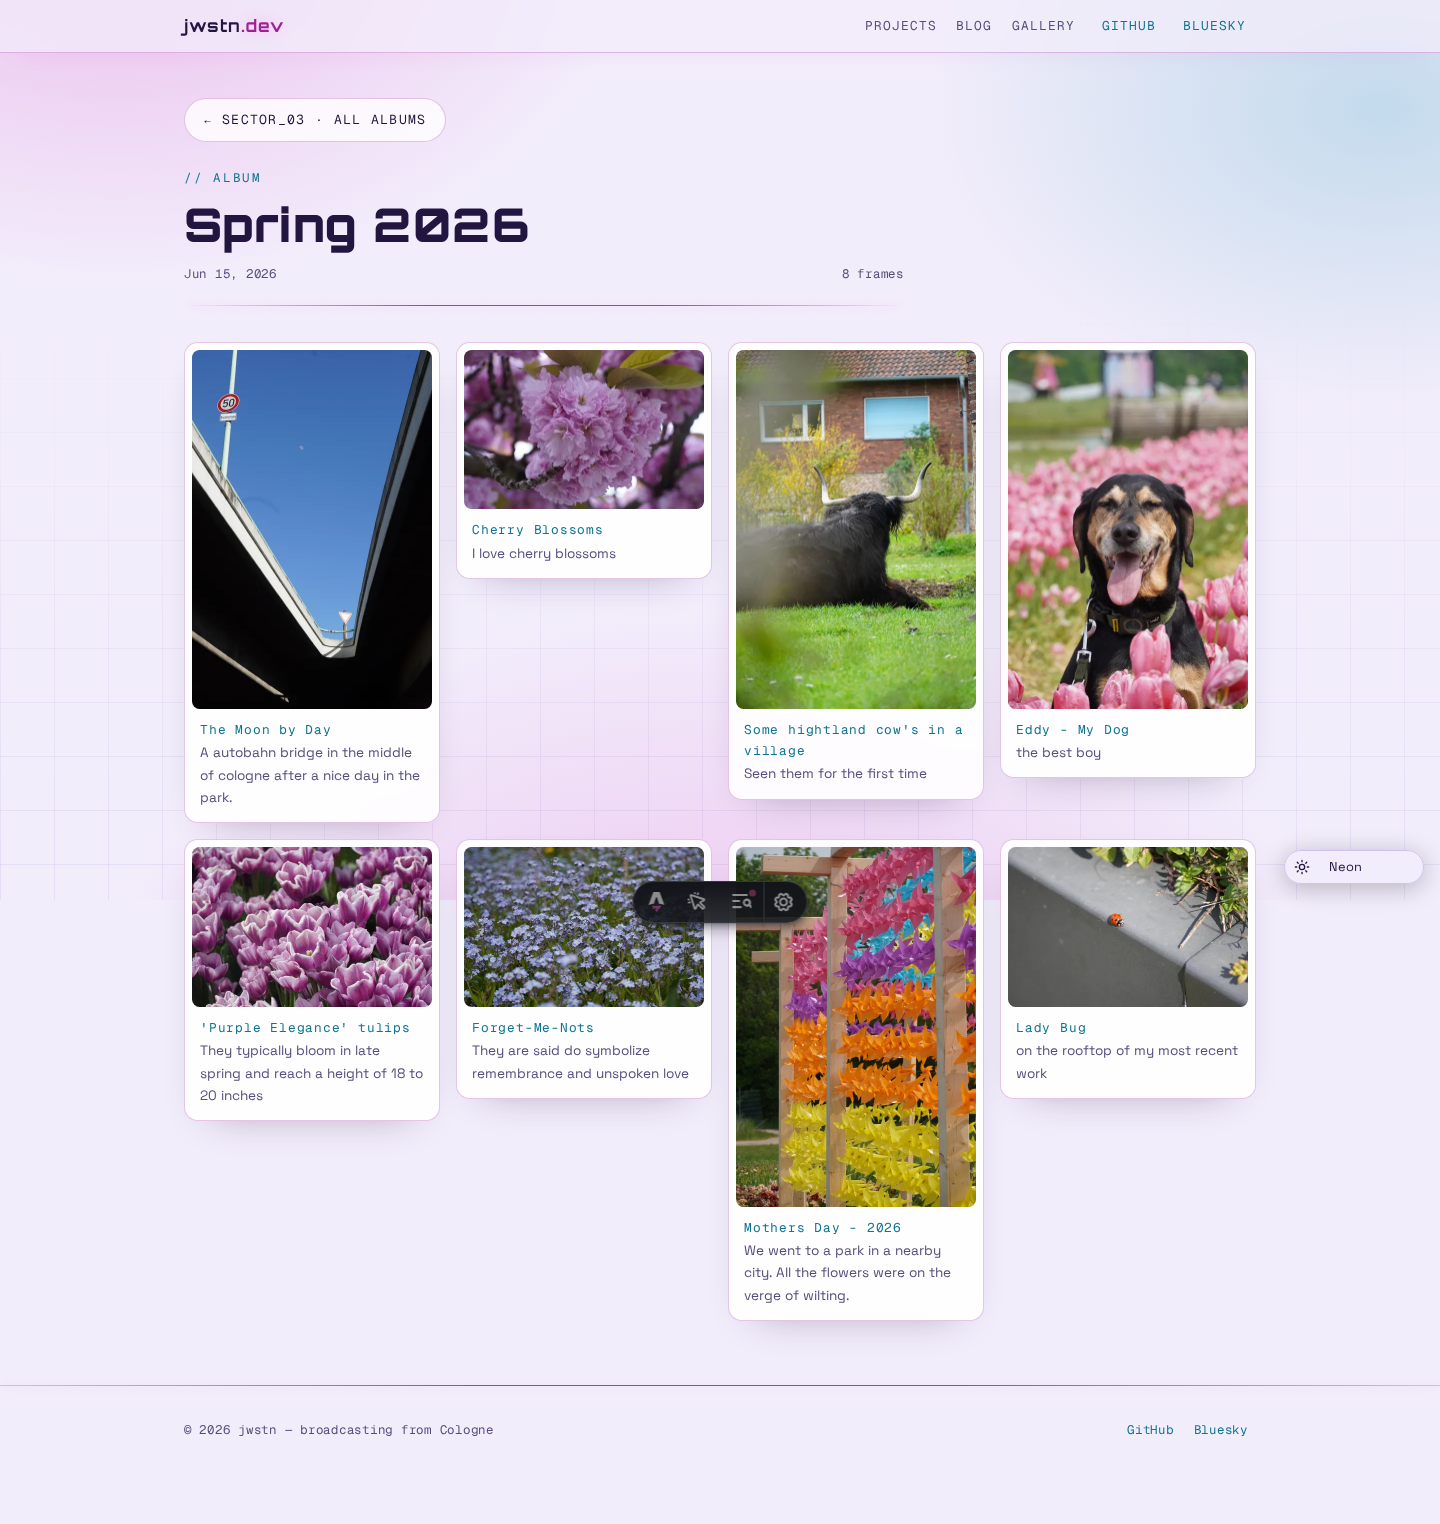 jwstn.dev
PROJECTS BLOG GALLERY GITHUB BLUESKY
← SECTOR_03 · ALL ALBUMS
// ALBUM
Spring 2026
Jun 15, 2026
8 frames
50
The Moon by Day
A autobahn bridge in the middle
of cologne after a nice day in the
park.
Cherry Blossoms
I love cherry blossoms
Some hightland cow's in a
village
Seen them for the first time
Eddy - My Dog
the best boy
Neon
'Purple Elegance' tulips
They typically bloom in late
spring and reach a height of 18 to
20 inches
Forget-Me-Nots
They are said do symbolize
remembrance and unspoken love
Mothers Day - 2026
We went to a park in a nearby
city. All the flowers were on the
verge of wilting.
Lady Bug
on the rooftop of my most recent
work
© 2026 jwstn — broadcasting from Cologne
GitHub Bluesky